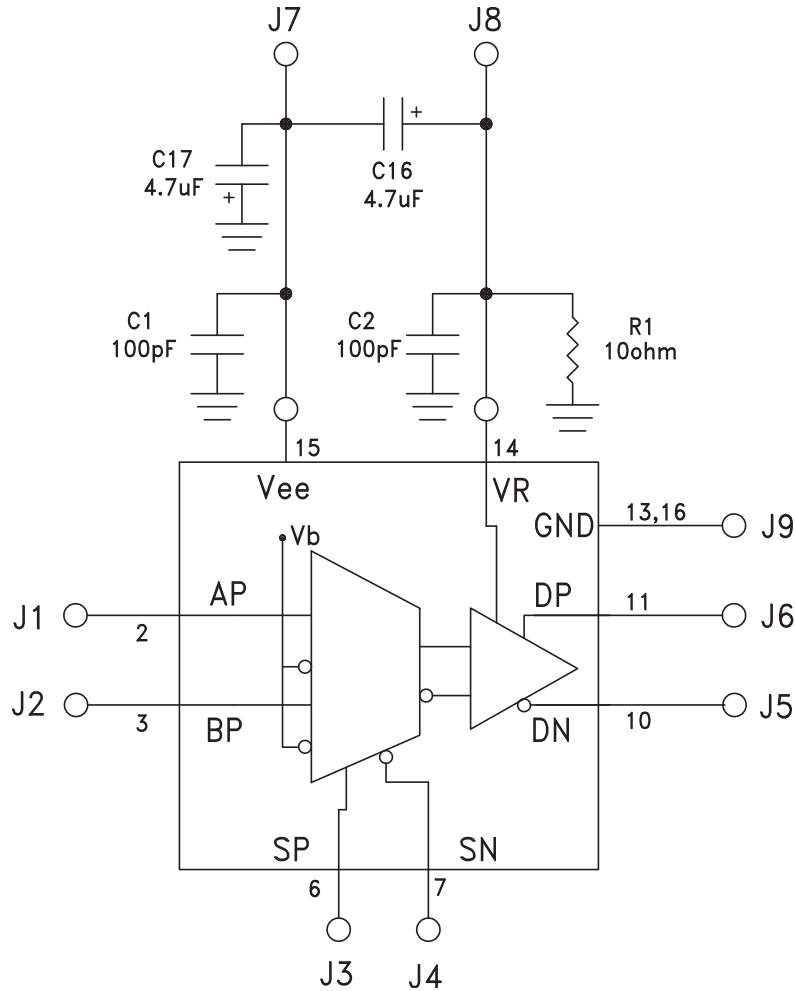 J7
J8
C17
4.7uF
+
+
C16
4.7uF
C1
100pF
C2
100pF
R1
10ohm
15
14
Vee
VR
Vb
GND
13,16
J9
J1
2
AP
DP
11
J6
J2
3
BP
DN
10
J5
SP
SN
6
7
J3
J4